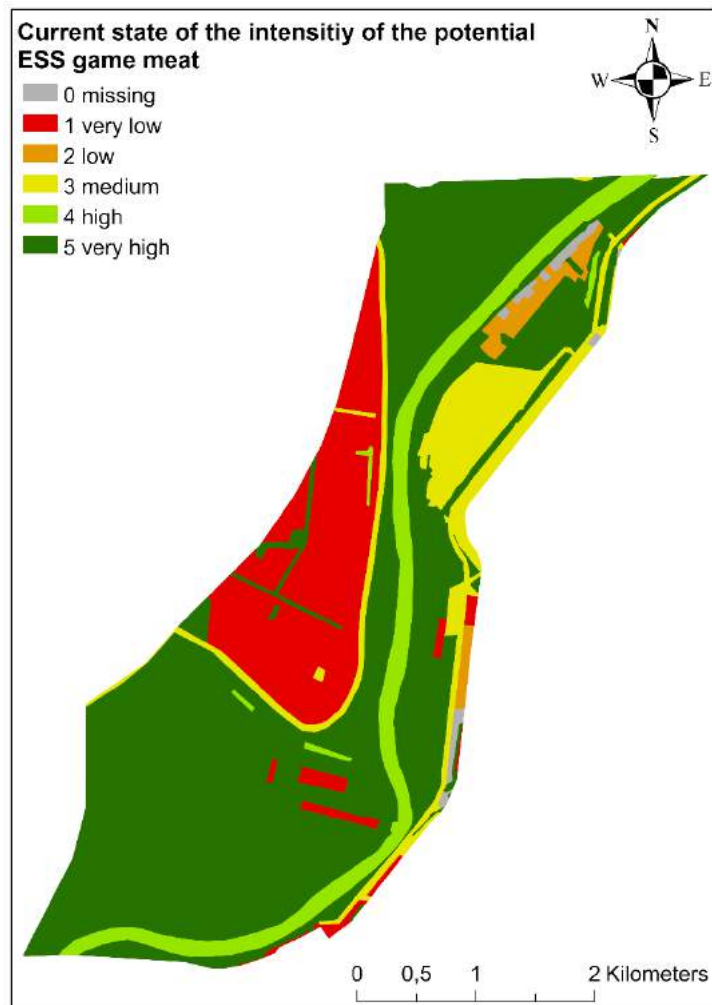 Current state of the intensitiy of the potential
ESS game meat
N
W E
S
0 missing
1 very low
2 low
3 medium
4 high
5 very high
0 0,5 1 2 Kilometers